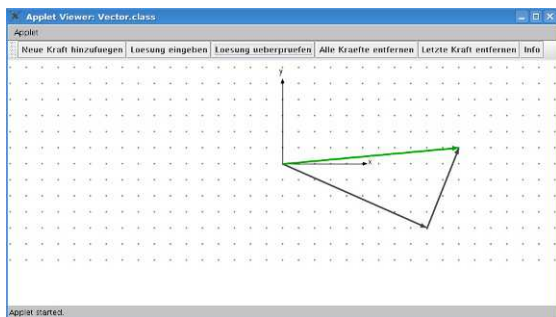 Applet Viewer: Vector.class
Applet
Neue Kraft hinzufuegen Loesung eingeben Loesung ueberpruefen Alle Kraefte entfernen Letzte Kraft entfernen Info
y
x
Applet started.